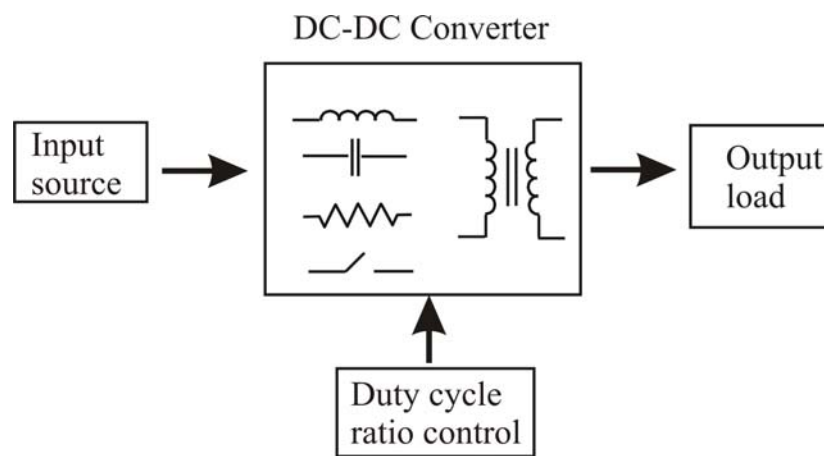 DC-DC Converter
Input
source
Output
load
Duty cycle
ratio control